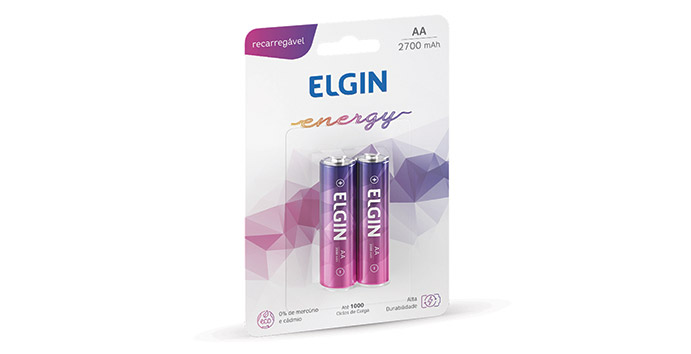 recarregável
AA
2700 mAh
ELGIN
energy
ELGIN
AA
ELGIN
AA
eco
0% de mercúrio
e cádmio
Até 1000
Ciclos de Carga
Alta
Durabilidade